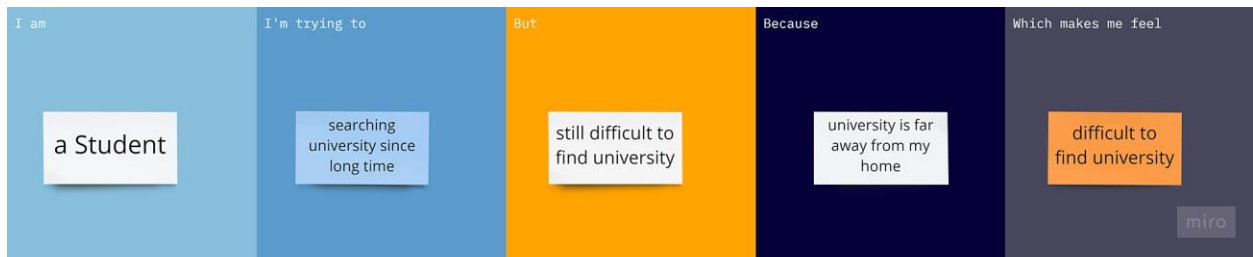 I am
a Student
I'm trying to
searching
university since
long time
But
still difficult to
find university
Because
university is far
away from my
home
Which makes me feel
difficult to
find university
miro